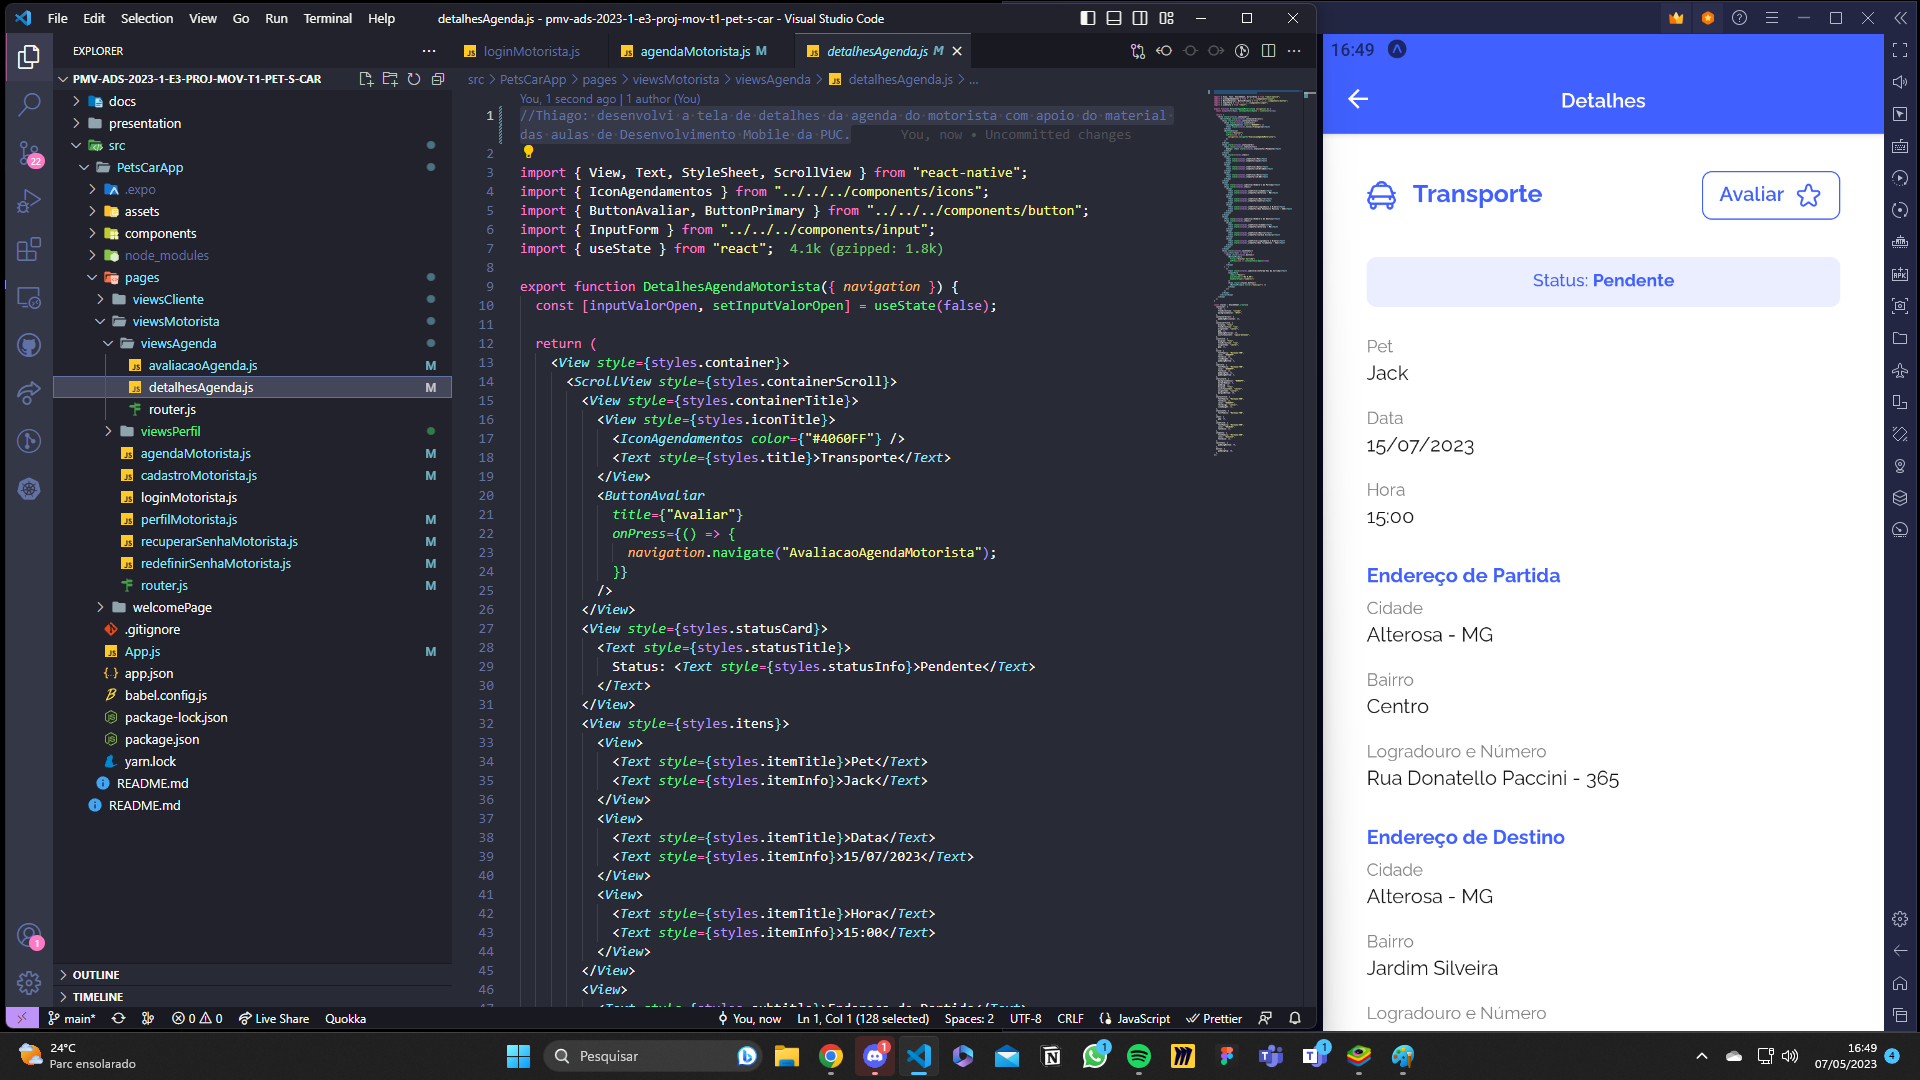 File Edit Selection View Go Run Terminal Help
detalhesAgenda.js - pmv-ads-2023-1-e3-proj-mov-t1-pet-s-car - Visual Studio Code
EXPLORER
PMV-ADS-2023-1-E3-PROJ-MOV-T1-PET-S-CAR
docs
presentation
src
PetsCarApp
.expo
assets
components
node_modules
pages
viewsCliente
viewsMotorista
viewsAgenda
avaliacaoAgenda.js M
detalhesAgenda.js M
router.js
viewsPerfil
agendaMotorista.js M
cadastroMotorista.js M
loginMotorista.js
perfilMotorista.js M
recuperarSenhaMotorista.js M
redefinirSenhaMotorista.js M
router.js M
welcomePage
.gitignore
App.js M
app.json
babel.config.js
package-lock.json
package.json
yarn.lock
README.md
README.md
OUTLINE
TIMELINE
22
1
loginMotorista.js agendaMotorista.js M detalhesAgenda.js M
src > PetsCarApp > pages > viewsMotorista > viewsAgenda > detalhesAgenda.js > ...
You, 1 second ago | 1 author (You)
1 //Thiago: desenvolvi a tela de detalhes da agenda do motorista com apoio do material
das aulas de Desenvolvimento Mobile da PUC. You, now • Uncommitted changes
2
3 import { View, Text, StyleSheet, ScrollView } from "react-native";
4 import { IconAgendamentos } from "../../../components/icons";
5 import { ButtonAvaliar, ButtonPrimary } from "../../../components/button";
6 import { InputForm } from "../../../components/input";
7 import { useState } from "react"; 4.1k (gzipped: 1.8k)
8
9 export function DetalhesAgendaMotorista({ navigation }) {
10 const [inputValorOpen, setInputValorOpen] = useState(false);
11
12 return (
13 <View style={styles.container}>
14 <ScrollView style={styles.containerScroll}>
15 <View style={styles.containerTitle}>
16 <View style={styles.iconTitle}>
17 <IconAgendamentos color={"#4060FF"} />
18 <Text style={styles.title}>Transporte</Text>
19 </View>
20 <ButtonAvaliar
21 title={"Avaliar"}
22 onPress={() => {
23 navigation.navigate("AvaliacaoAgendaMotorista");
24 }}
25 />
26 </View>
27 <View style={styles.statusCard}>
28 <Text style={styles.statusTitle}>
29 Status: <Text style={styles.statusInfo}>Pendente</Text>
30 </Text>
31 </View>
32 <View style={styles.itens}>
33 <View>
34 <Text style={styles.itemTitle}>Pet</Text>
35 <Text style={styles.itemInfo}>Jack</Text>
36 </View>
37 <View>
38 <Text style={styles.itemTitle}>Data</Text>
39 <Text style={styles.itemInfo}>15/07/2023</Text>
40 </View>
41 <View>
42 <Text style={styles.itemTitle}>Hora</Text>
43 <Text style={styles.itemInfo}>15:00</Text>
44 </View>
45 </View>
46 <View>
main* 0 0 Live Share Quokka You, now Ln 1, Col 1 (128 selected) Spaces: 2 UTF-8 CRLF JavaScript Prettier
16:49
Detalhes
Transporte
Avaliar
Status: Pendente
Pet
Jack
Data
15/07/2023
Hora
15:00
Endereço de Partida
Cidade
Alterosa - MG
Bairro
Centro
Logradouro e Número
Rua Donatello Paccini - 365
Endereço de Destino
Cidade
Alterosa - MG
Bairro
Jardim Silveira
Logradouro e Número
24°C
Parc ensolarado
Pesquisar
1
1
1
16:49
07/05/2023
4